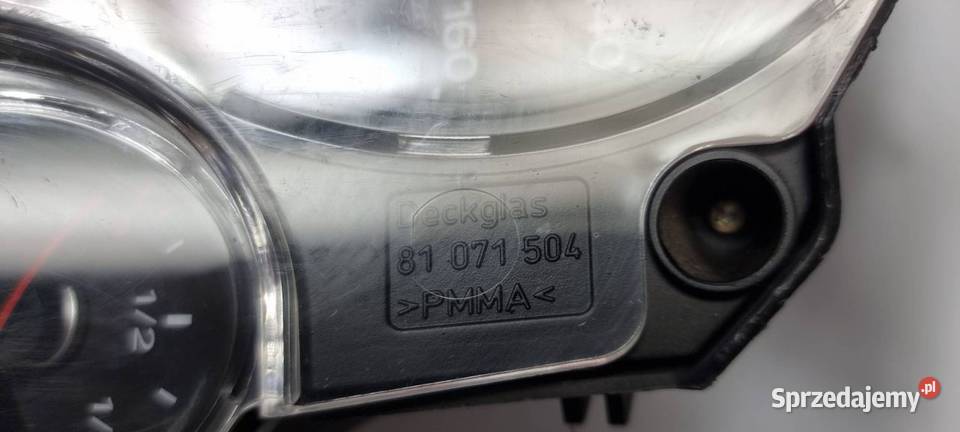 160
Deckglas
81 071 504
>PMMA<
1/2
Sprzedajemy.pl